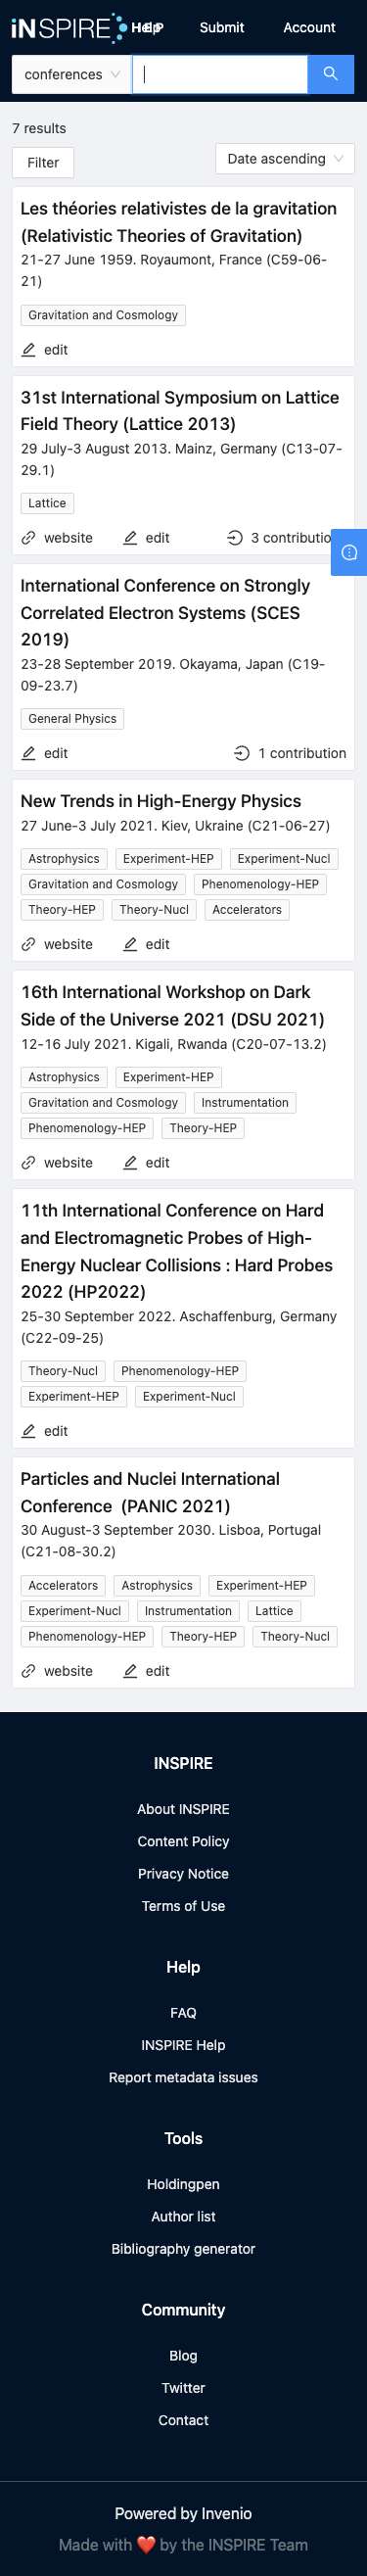 iNSPIRE HEP Help Submit Account
conferences
7 results
Filter Date ascending
Les théories relativistes de la gravitation
(Relativistic Theories of Gravitation)
21-27 June 1959. Royaumont, France (C59-06-
21)
Gravitation and Cosmology
edit
31st International Symposium on Lattice
Field Theory (Lattice 2013)
29 July-3 August 2013. Mainz, Germany (C13-07-
29.1)
Lattice
website edit 3 contributio
International Conference on Strongly
Correlated Electron Systems (SCES
2019)
23-28 September 2019. Okayama, Japan (C19-
09-23.7)
General Physics
edit 1 contribution
New Trends in High-Energy Physics
27 June-3 July 2021. Kiev, Ukraine (C21-06-27)
Astrophysics Experiment-HEP Experiment-Nucl
Gravitation and Cosmology Phenomenology-HEP
Theory-HEP Theory-Nucl Accelerators
website edit
16th International Workshop on Dark
Side of the Universe 2021 (DSU 2021)
12-16 July 2021. Kigali, Rwanda (C20-07-13.2)
Astrophysics Experiment-HEP
Gravitation and Cosmology Instrumentation
Phenomenology-HEP Theory-HEP
website edit
11th International Conference on Hard
and Electromagnetic Probes of High-
Energy Nuclear Collisions : Hard Probes
2022 (HP2022)
25-30 September 2022. Aschaffenburg, Germany
(C22-09-25)
Theory-Nucl Phenomenology-HEP
Experiment-HEP Experiment-Nucl
edit
Particles and Nuclei International
Conference (PANIC 2021)
30 August-3 September 2030. Lisboa, Portugal
(C21-08-30.2)
Accelerators Astrophysics Experiment-HEP
Experiment-Nucl Instrumentation Lattice
Phenomenology-HEP Theory-HEP Theory-Nucl
website edit
INSPIRE
About INSPIRE
Content Policy
Privacy Notice
Terms of Use
Help
FAQ
INSPIRE Help
Report metadata issues
Tools
Holdingpen
Author list
Bibliography generator
Community
Blog
Twitter
Contact
Powered by Invenio
Made with ❤️ by the INSPIRE Team